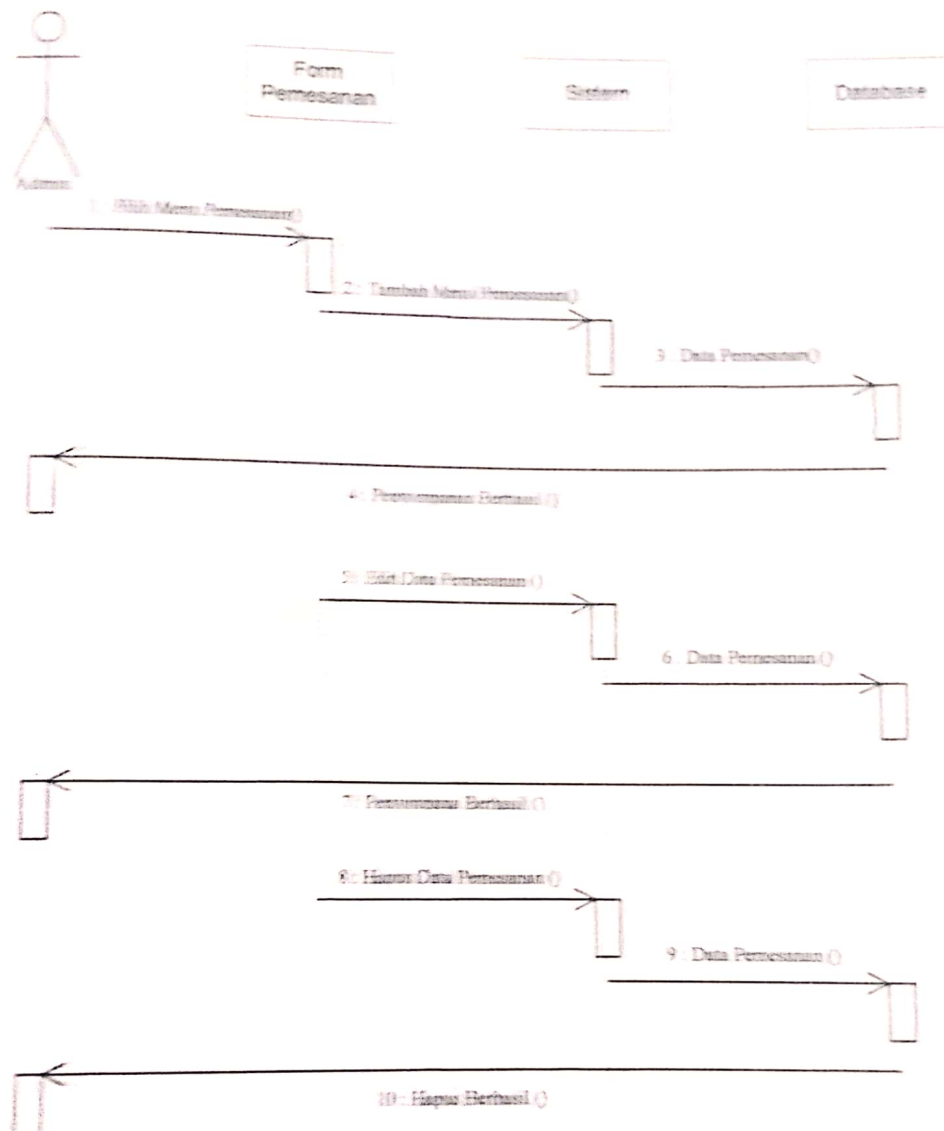 Form
Pemesanan
Sistem
Database
Admin
1 : Pilih Menu Pemesanan()
2 : Tambah Menu Pemesanan()
3 : Data Pemesanan()
4 : Penyimpanan Berhasil ()
5 : Edit Data Pemesanan ()
6 : Data Pemesanan ()
7 : Penyimpanan Berhasil ()
8 : Hapus Data Pemesanan ()
9 : Data Pemesanan ()
10 : Hapus Berhasil ()